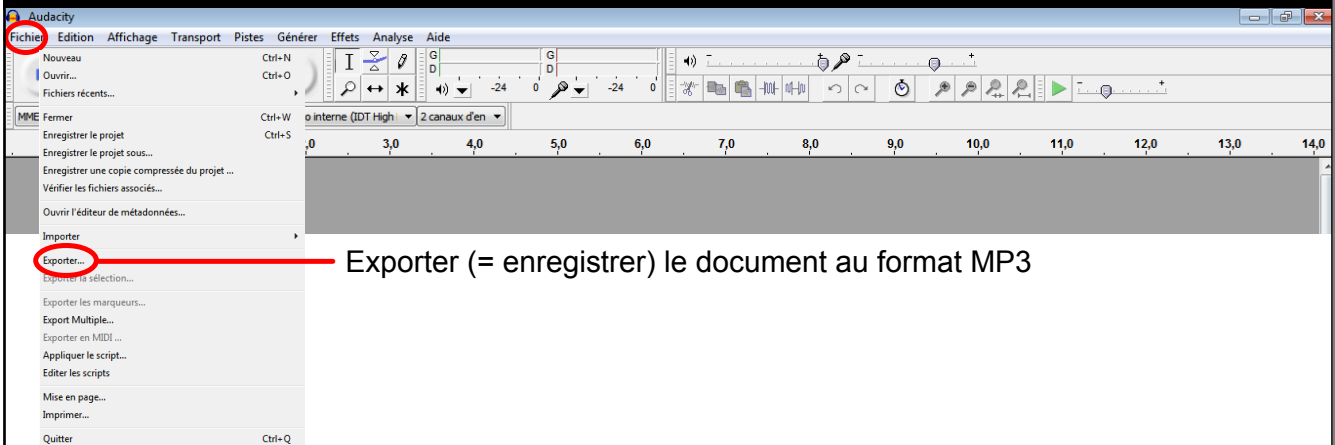 Audacity
Fichier Edition Affichage Transport Pistes Générer Effets Analyse Aide
Nouveau Ctrl+N
Ouvrir... Ctrl+O
Fichiers récents...
G
D
-24 0
G
D
-24 0
MME
Fermer Ctrl+W
o interne (IDT High 2 canaux d'en
Enregistrer le projet Ctrl+S
Enregistrer le projet sous...
,0 3,0 4,0 5,0 6,0 7,0 8,0 9,0 10,0 11,0 12,0 13,0 14,0
Enregistrer une copie compressée du projet ...
Vérifier les fichiers associés...
Ouvrir l'éditeur de métadonnées...
Importer
Exporter...
Exporter (= enregistrer) le document au format MP3
Exporter la sélection...
Exporter les marqueurs...
Export Multiple...
Exporter en MIDI ...
Appliquer le script...
Editer les scripts
Mise en page...
Imprimer...
Quitter Ctrl+Q